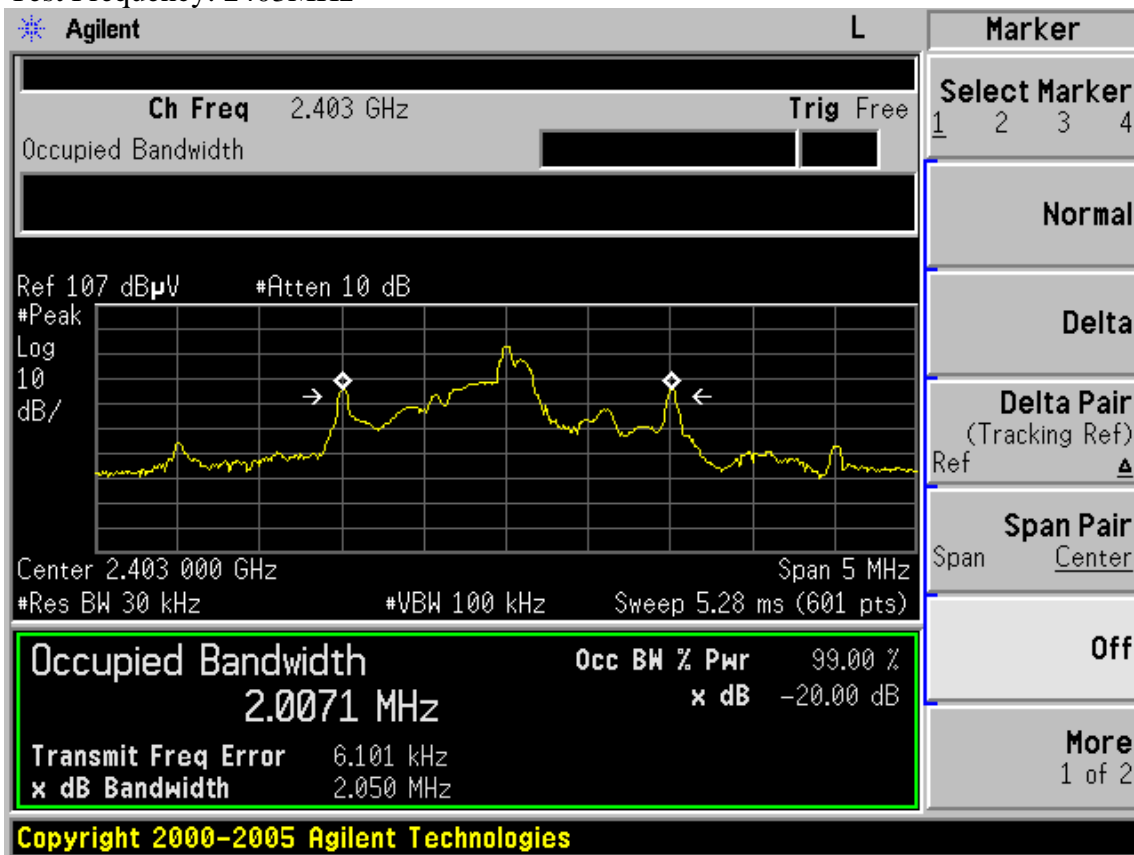 Agilent L
Ch Freq 2.403 GHz Trig Free
Occupied Bandwidth
Ref 107 dBµV #Atten 10 dB
#Peak
Log
10
dB/
Center 2.403 000 GHz Span 5 MHz
#Res BW 30 kHz #VBW 100 kHz Sweep 5.28 ms (601 pts)
Occupied Bandwidth Occ BW % Pwr 99.00 %
2.0071 MHz x dB -20.00 dB
Transmit Freq Error 6.101 kHz
x dB Bandwidth 2.050 MHz
Copyright 2000-2005 Agilent Technologies
Marker
Select Marker
1 2 3 4
Normal
Delta
Delta Pair
(Tracking Ref)
Ref Δ
Span Pair
Span Center
Off
More
1 of 2